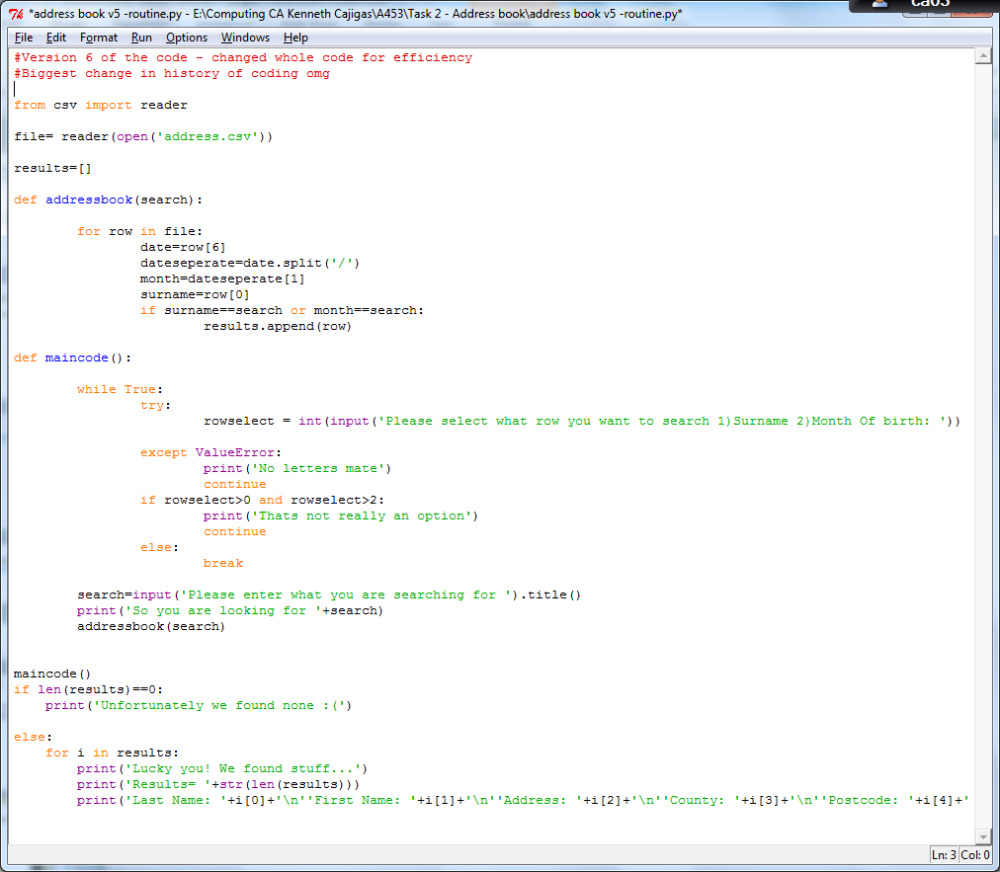 *address book v5 -routine.py - E:\Computing CA Kenneth Cajigas\A453\Task 2 - Address book\address book v5 -routine.py*
ca05
File Edit Format Run Options Windows Help
#Version 6 of the code - changed whole code for efficiency
#Biggest change in history of coding omg
from csv import reader
file= reader(open('address.csv'))
results=[]
def addressbook(search):
for row in file:
date=row[6]
dateseperate=date.split('/')
month=dateseperate[1]
surname=row[0]
if surname==search or month==search:
results.append(row)
def maincode():
while True:
try:
rowselect = int(input('Please select what row you want to search 1)Surname 2)Month Of birth: '))
except ValueError:
print('No letters mate')
continue
if rowselect>0 and rowselect>2:
print('Thats not really an option')
continue
else:
break
search=input('Please enter what you are searching for ').title()
print('So you are looking for '+search)
addressbook(search)
maincode()
if len(results)==0:
print('Unfortunately we found none :(')
else:
for i in results:
print('Lucky you! We found stuff...')
print('Results= '+str(len(results)))
print('Last Name: '+i[0]+'\n''First Name: '+i[1]+'\n''Address: '+i[2]+'\n''County: '+i[3]+'\n''Postcode: '+i[4]+'
Ln: 3 Col: 0